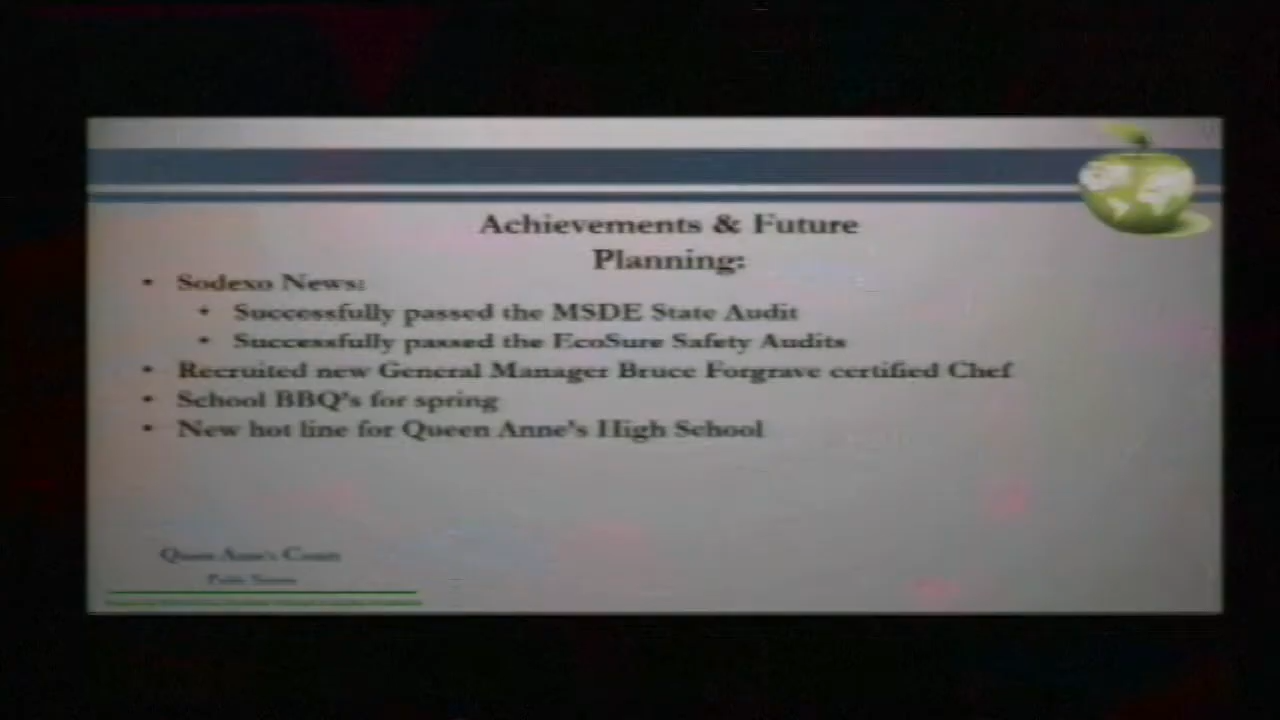 Achievements & Future
Planning:
• Sodexo News:
• Successfully passed the MSDE State Audit
• Successfully passed the EcoSure Safety Audits
• Recruited new General Manager Bruce Forgrave certified Chef
• School BBQ's for spring
• New hot line for Queen Anne's High School
Queen Anne's County